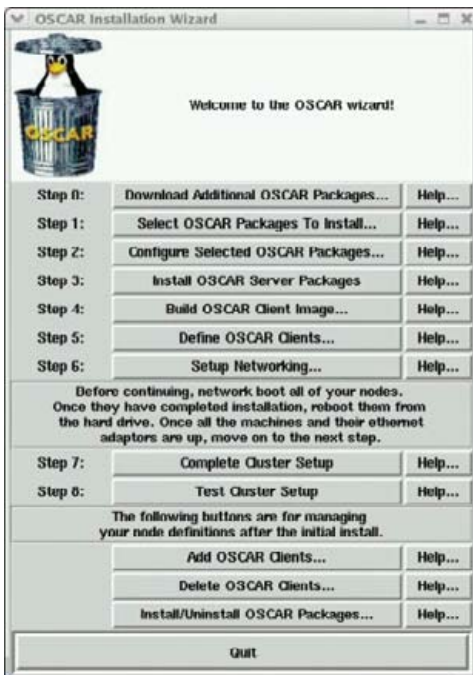 OSCAR Installation Wizard
OSCAR
Welcome to the OSCAR wizard!
Step 0: Download Additional OSCAR Packages... Help...
Step 1: Select OSCAR Packages To Install... Help...
Step 2: Configure Selected OSCAR Packages... Help...
Step 3: Install OSCAR Server Packages Help...
Step 4: Build OSCAR Client Image... Help...
Step 5: Define OSCAR Clients... Help...
Step 6: Setup Networking... Help...
Before continuing, network boot all of your nodes.
Once they have completed installation, reboot them from
the hard drive. Once all the machines and their ethernet
adaptors are up, move on to the next step.
Step 7: Complete Cluster Setup Help...
Step 8: Test Cluster Setup Help...
The following buttons are for managing
your node definitions after the initial install.
Add OSCAR Clients... Help...
Delete OSCAR Clients... Help...
Install/Uninstall OSCAR Packages... Help...
Quit